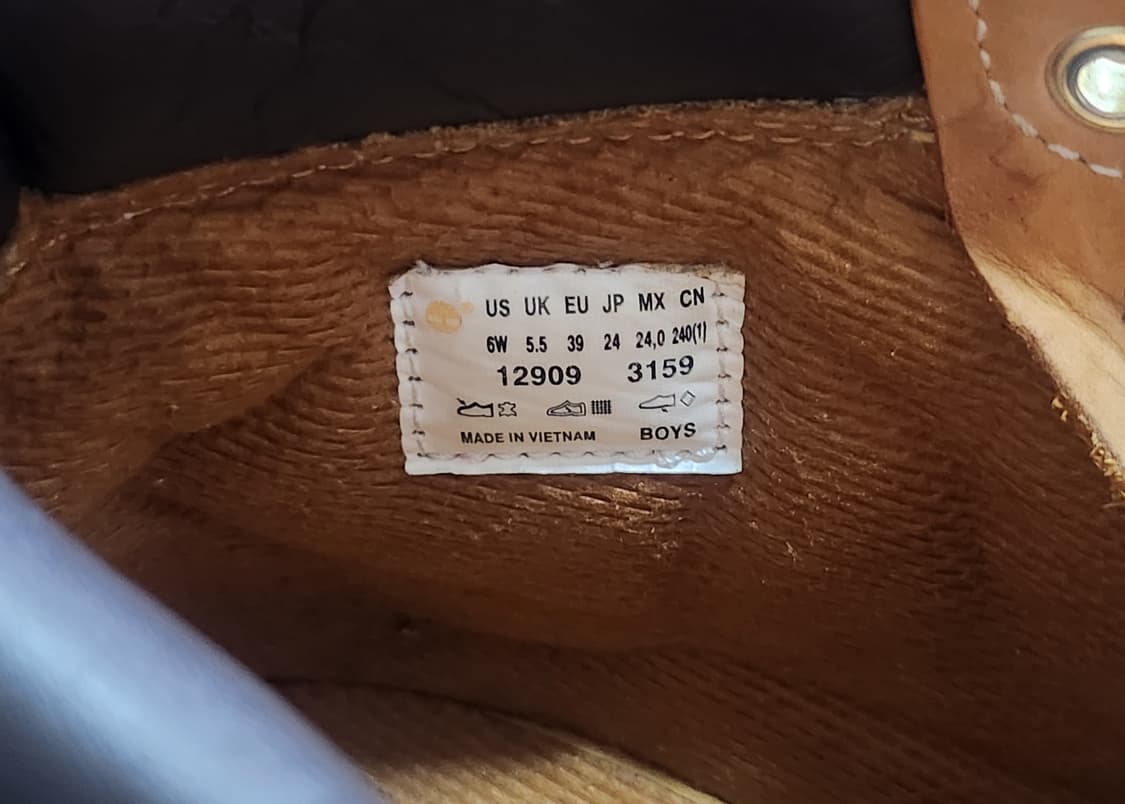 US UK EU JP MX CN
6W 5.5 39 24 24,0 240(1)
12909 3159
MADE IN VIETNAM BOYS